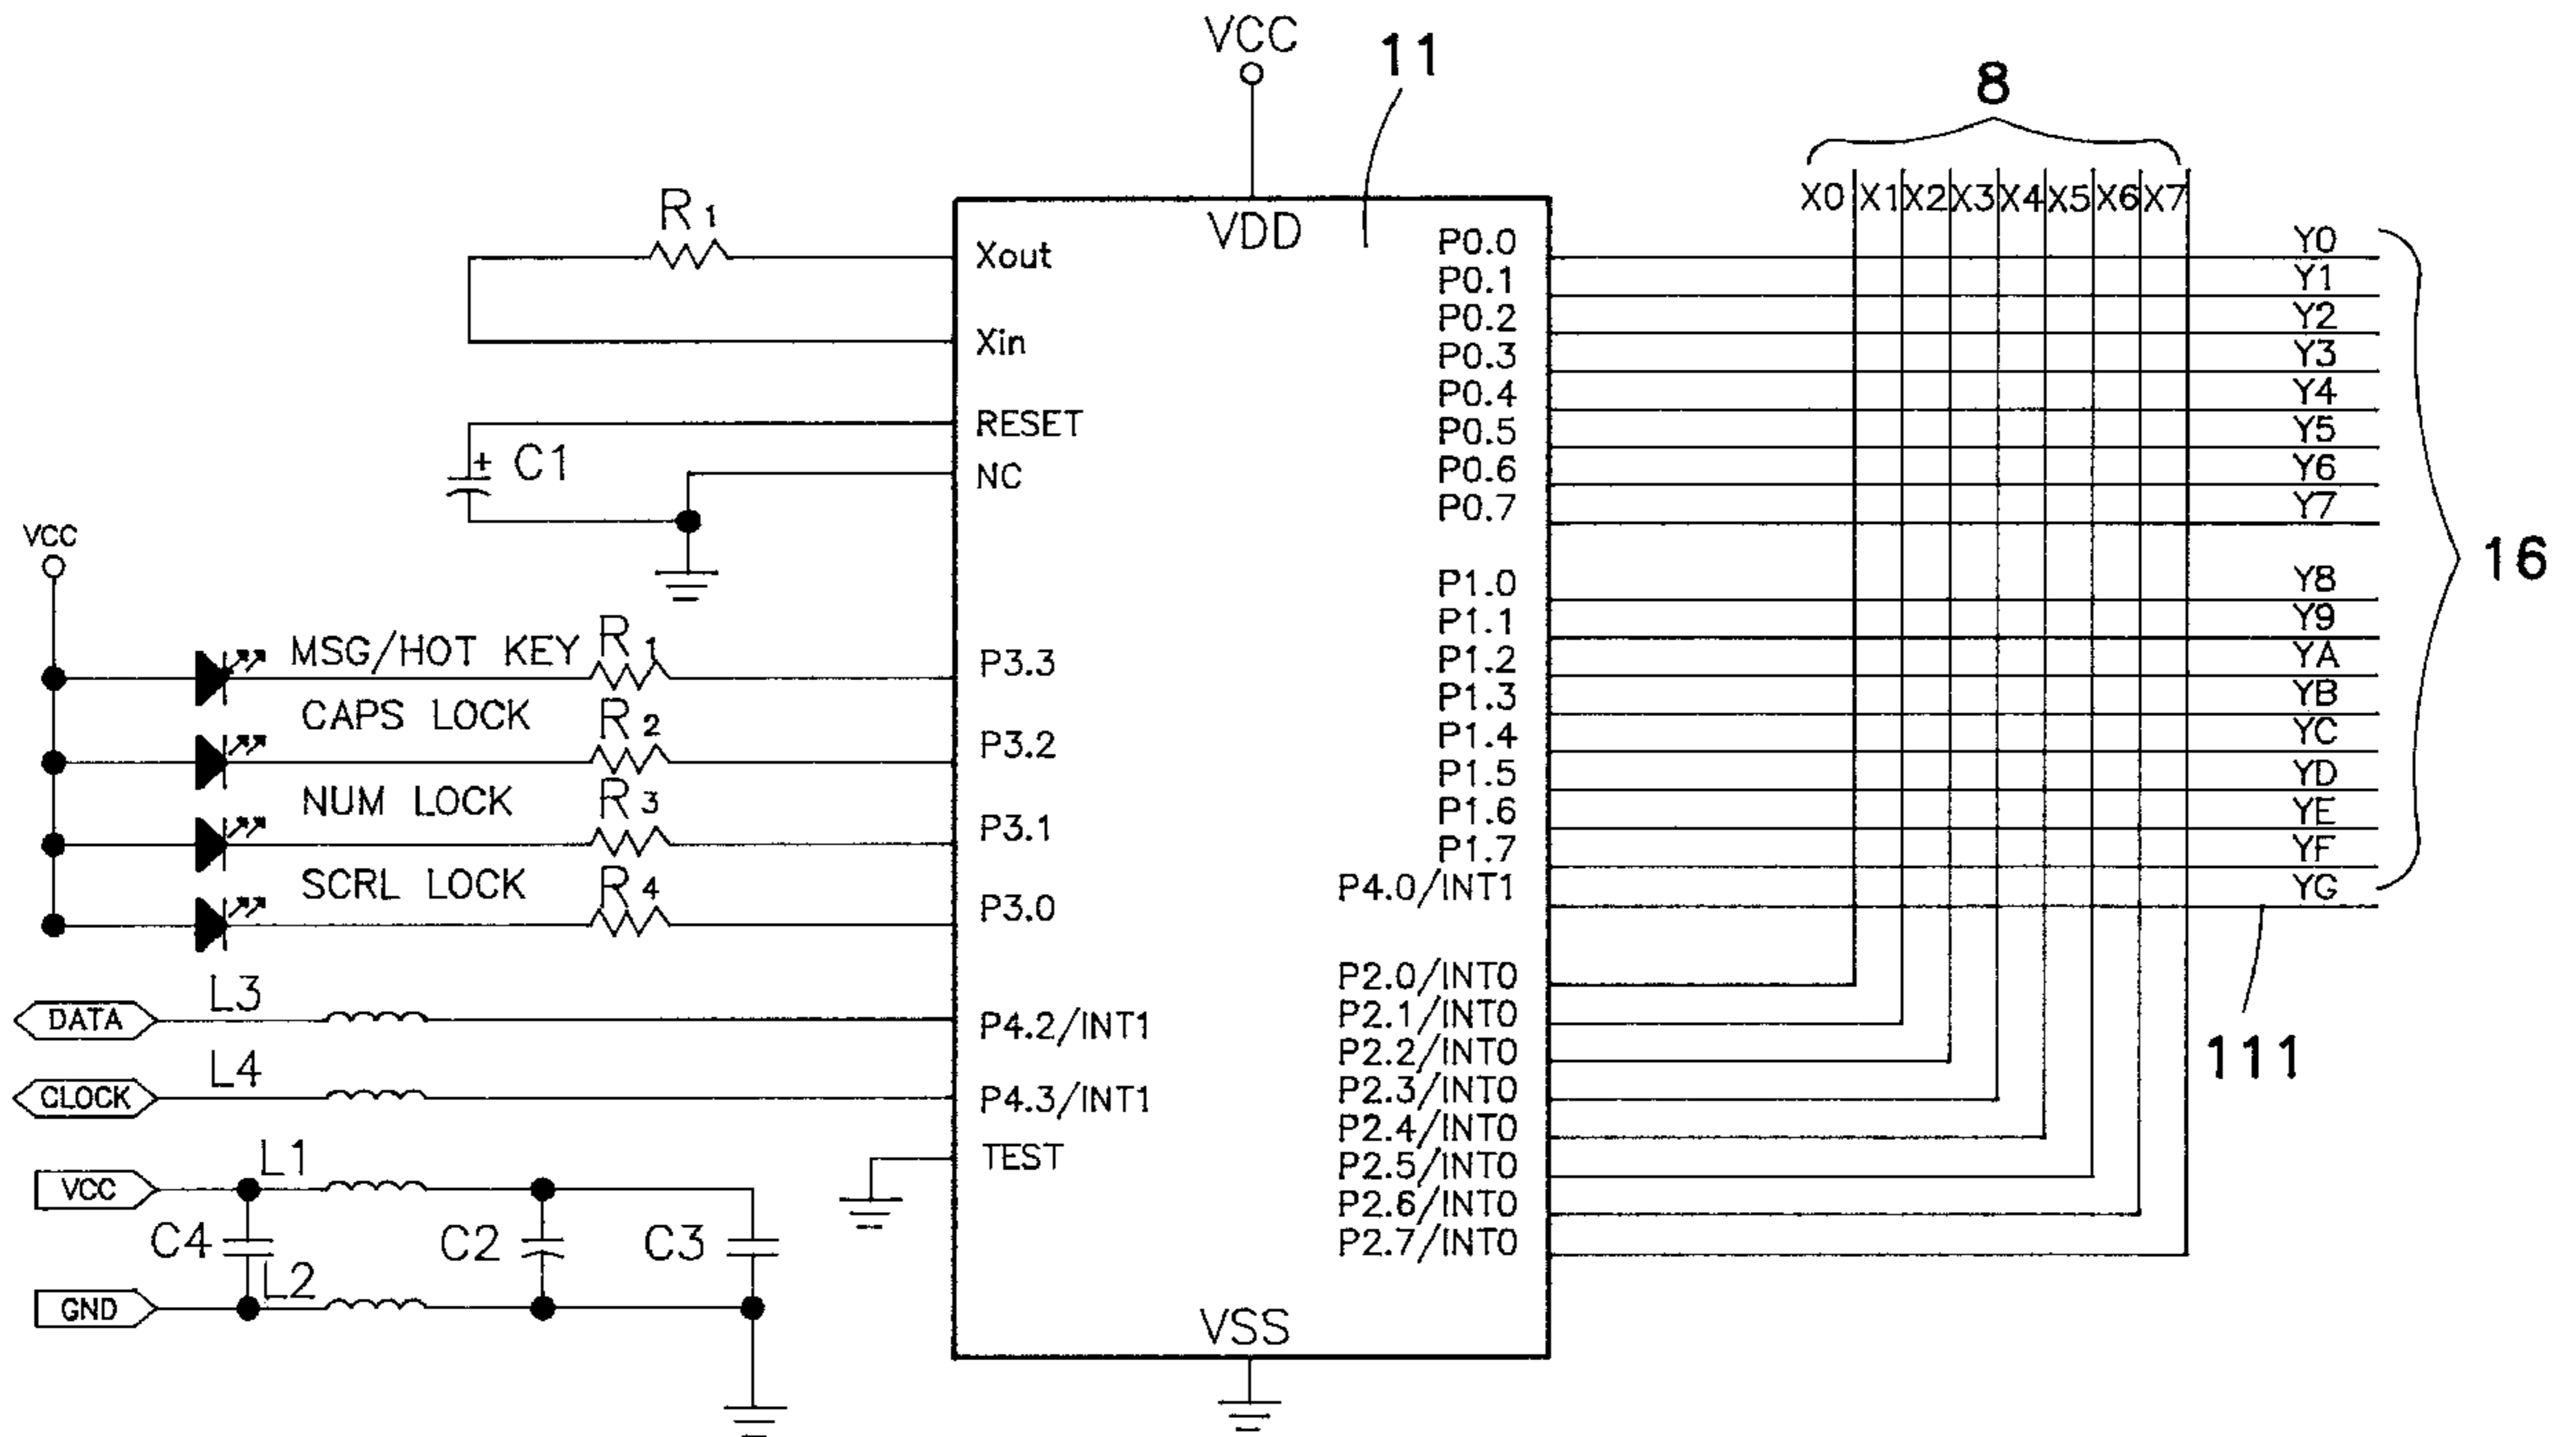 VCC
11
8
X0 X1 X2 X3 X4 X5 X6 X7
R1
Xout
Xin
RESET
NC
C1
+
VDD
VCC
MSG/HOT KEY
R1
P3.3
CAPS LOCK
R2
P3.2
NUM LOCK
R3
P3.1
SCRL LOCK
R4
P3.0
DATA
L3
P4.2/INT1
CLOCK
L4
P4.3/INT1
TEST
VCC
L1
C4
C2
C3
GND
L2
VSS
P0.0 Y0
P0.1 Y1
P0.2 Y2
P0.3 Y3
P0.4 Y4
P0.5 Y5
P0.6 Y6
P0.7 Y7
P1.0 Y8
P1.1 Y9
P1.2 YA
P1.3 YB
P1.4 YC
P1.5 YD
P1.6 YE
P1.7 YF
P4.0/INT1 YG
16
111
P2.0/INT0
P2.1/INT0
P2.2/INT0
P2.3/INT0
P2.4/INT0
P2.5/INT0
P2.6/INT0
P2.7/INT0